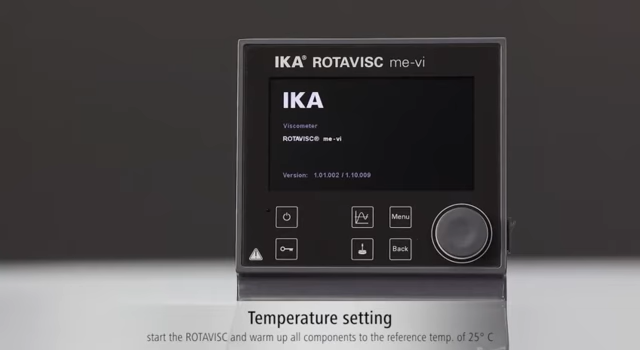 IKA® ROTAVISC me-vi
IKA
Viscometer
ROTAVISC® me-vi
Version: 1.01.002 / 1.10.009
Menu
Back
Temperature setting
start the ROTAVISC and warm up all components to the reference temp. of 25° C